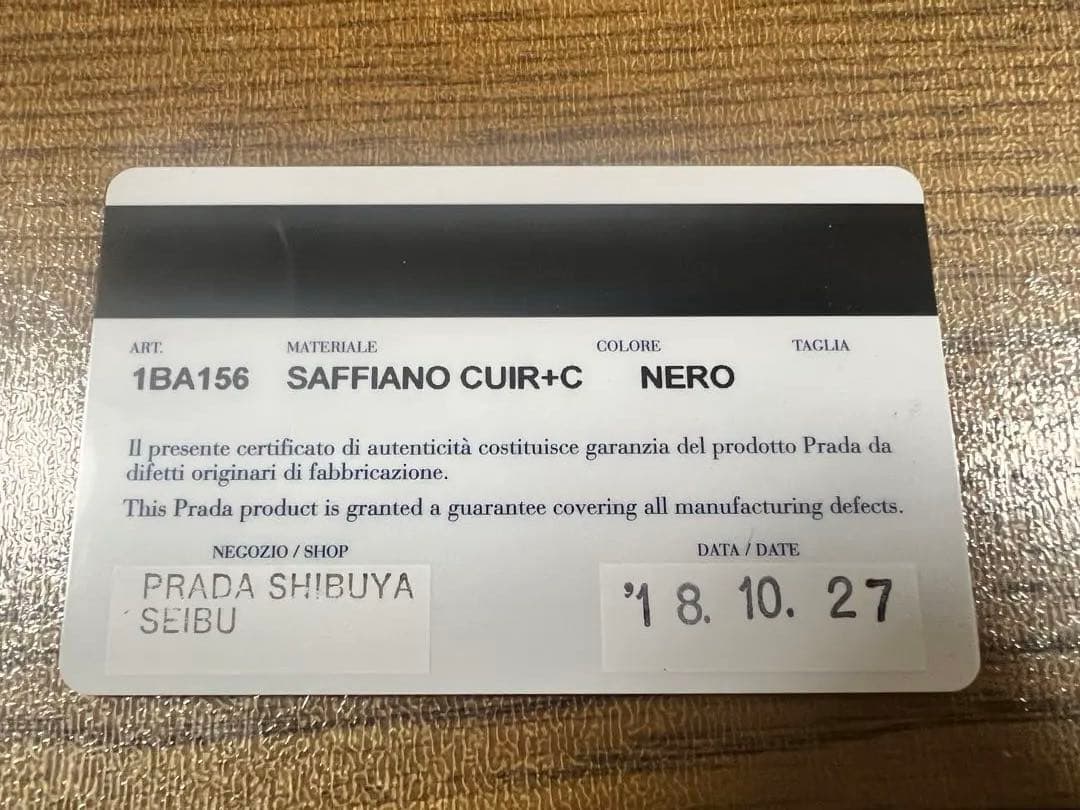 ART. MATERIALE COLORE TAGLIA
1BA156 SAFFIANO CUIR+C NERO
Il presente certificato di autenticità costituisce garanzia del prodotto Prada da
difetti originari di fabbricazione.
This Prada product is granted a guarantee covering all manufacturing defects.
NEGOZIO / SHOP DATA / DATE
PRADA SHIBUYA
SEIBU
'18. 10. 27